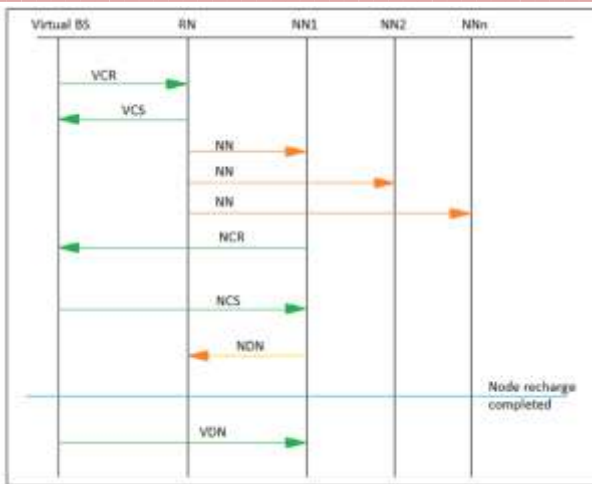 Virtual BS RN NN1 NN2 NNn
VCR
VCS
NN
NN
NN
NCR
NCS
NDN
Node recharge
completed
VDN